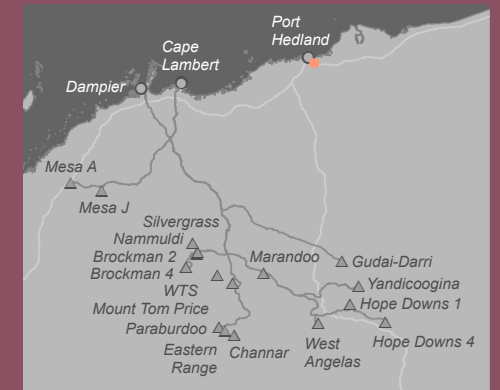 Port
Hedland
Cape
Lambert
Dampier
Mesa A
Mesa J
Silvergrass
Nammuldi
Brockman 2
Brockman 4
Marandoo
Gudai-Darri
WTS
Yandicoogina
Hope Downs 1
Mount Tom Price
Paraburdoo
West
Angelas
Hope Downs 4
Eastern
Range
Channar